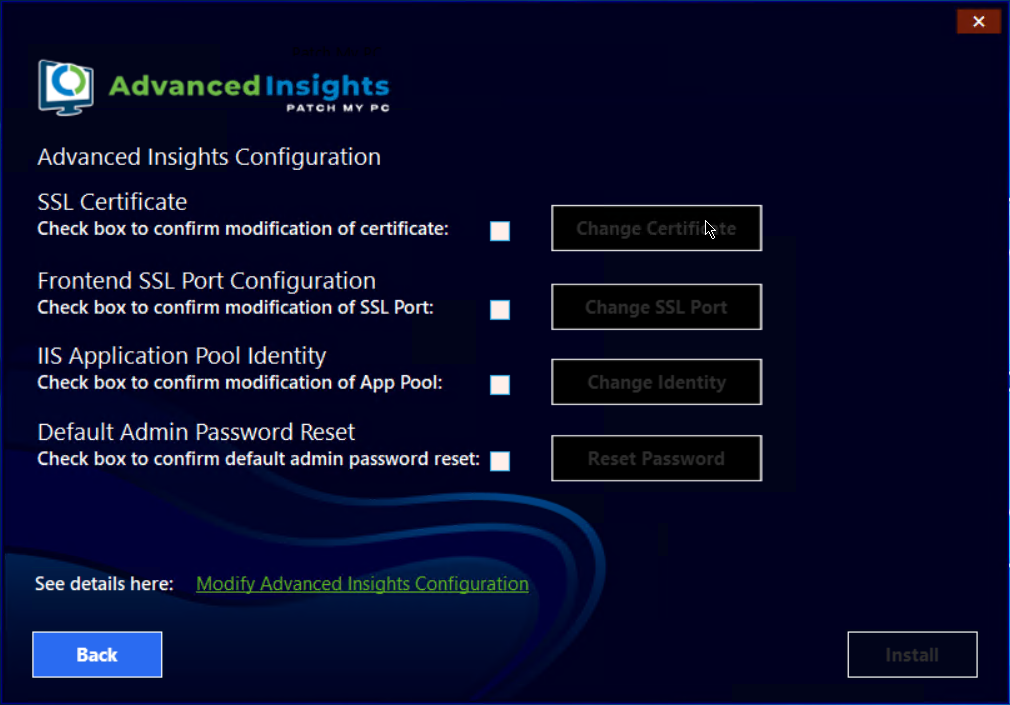 Advanced Insights
PATCH MY PC
Advanced Insights Configuration
SSL Certificate
Check box to confirm modification of certificate:
Change Certificate
Frontend SSL Port Configuration
Check box to confirm modification of SSL Port:
Change SSL Port
IIS Application Pool Identity
Check box to confirm modification of App Pool:
Change Identity
Default Admin Password Reset
Check box to confirm default admin password reset:
Reset Password
See details here: Modify Advanced Insights Configuration
Back
Install